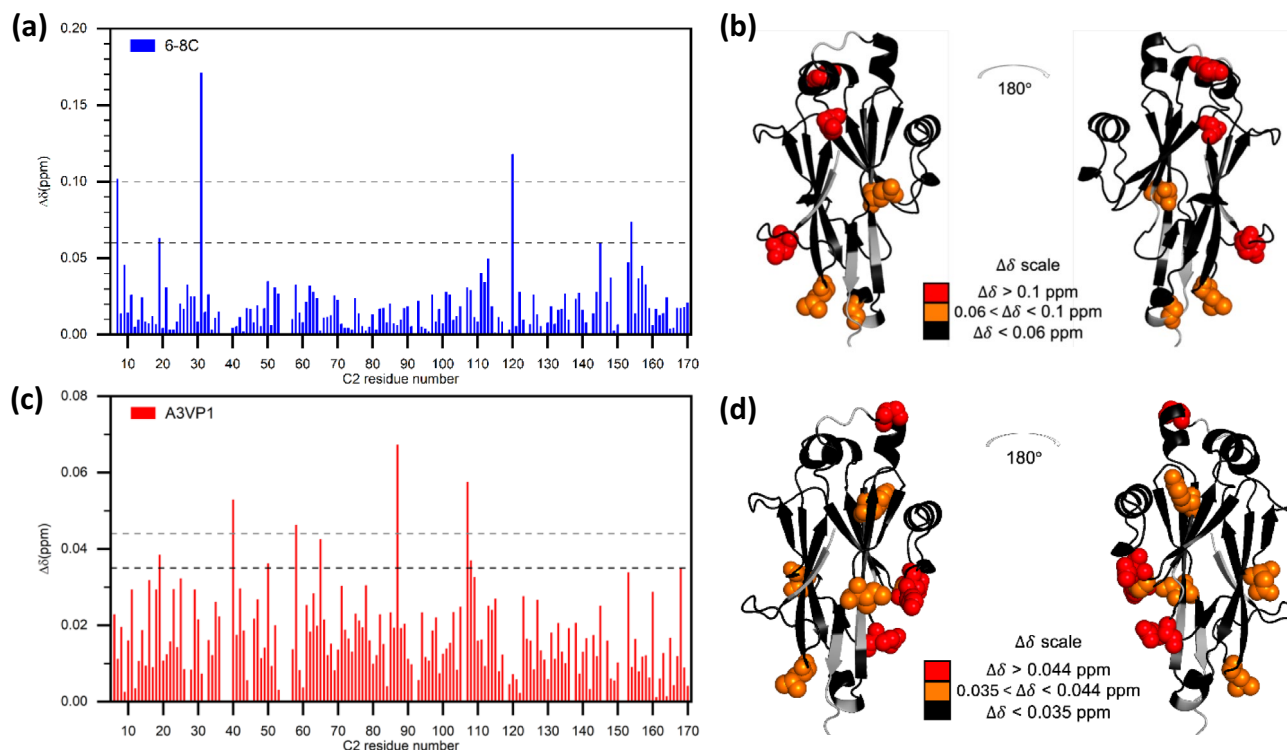 (a)
6-8C
0.20
0.15
0.10
0.05
0.00
Δδ(ppm)
10 20 30 40 50 60 70 80 90 100 110 120 130 140 150 160 170
C2 residue number
(b)
180°
Δδ scale
Δδ > 0.1 ppm
0.06 < Δδ < 0.1 ppm
Δδ < 0.06 ppm
(c)
A3VP1
0.08
0.06
0.04
0.02
0.00
Δδ(ppm)
10 20 30 40 50 60 70 80 90 100 110 120 130 140 150 160 170
C2 residue number
(d)
180°
Δδ scale
Δδ > 0.044 ppm
0.035 < Δδ < 0.044 ppm
Δδ < 0.035 ppm